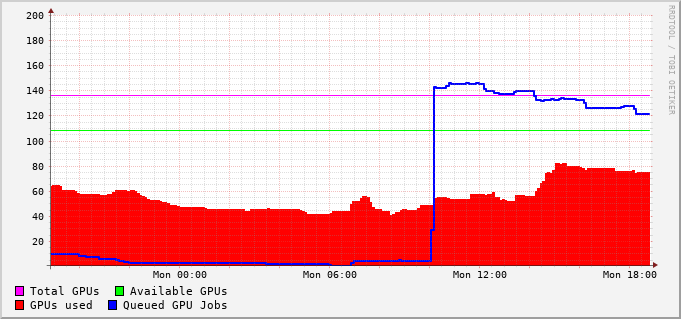 200
180
160
140
120
100
80
60
40
20
Mon 00:00 Mon 06:00 Mon 12:00 Mon 18:00
Total GPUs Available GPUs
GPUs used Queued GPU Jobs
RRDTOOL / TOBI OETIKER